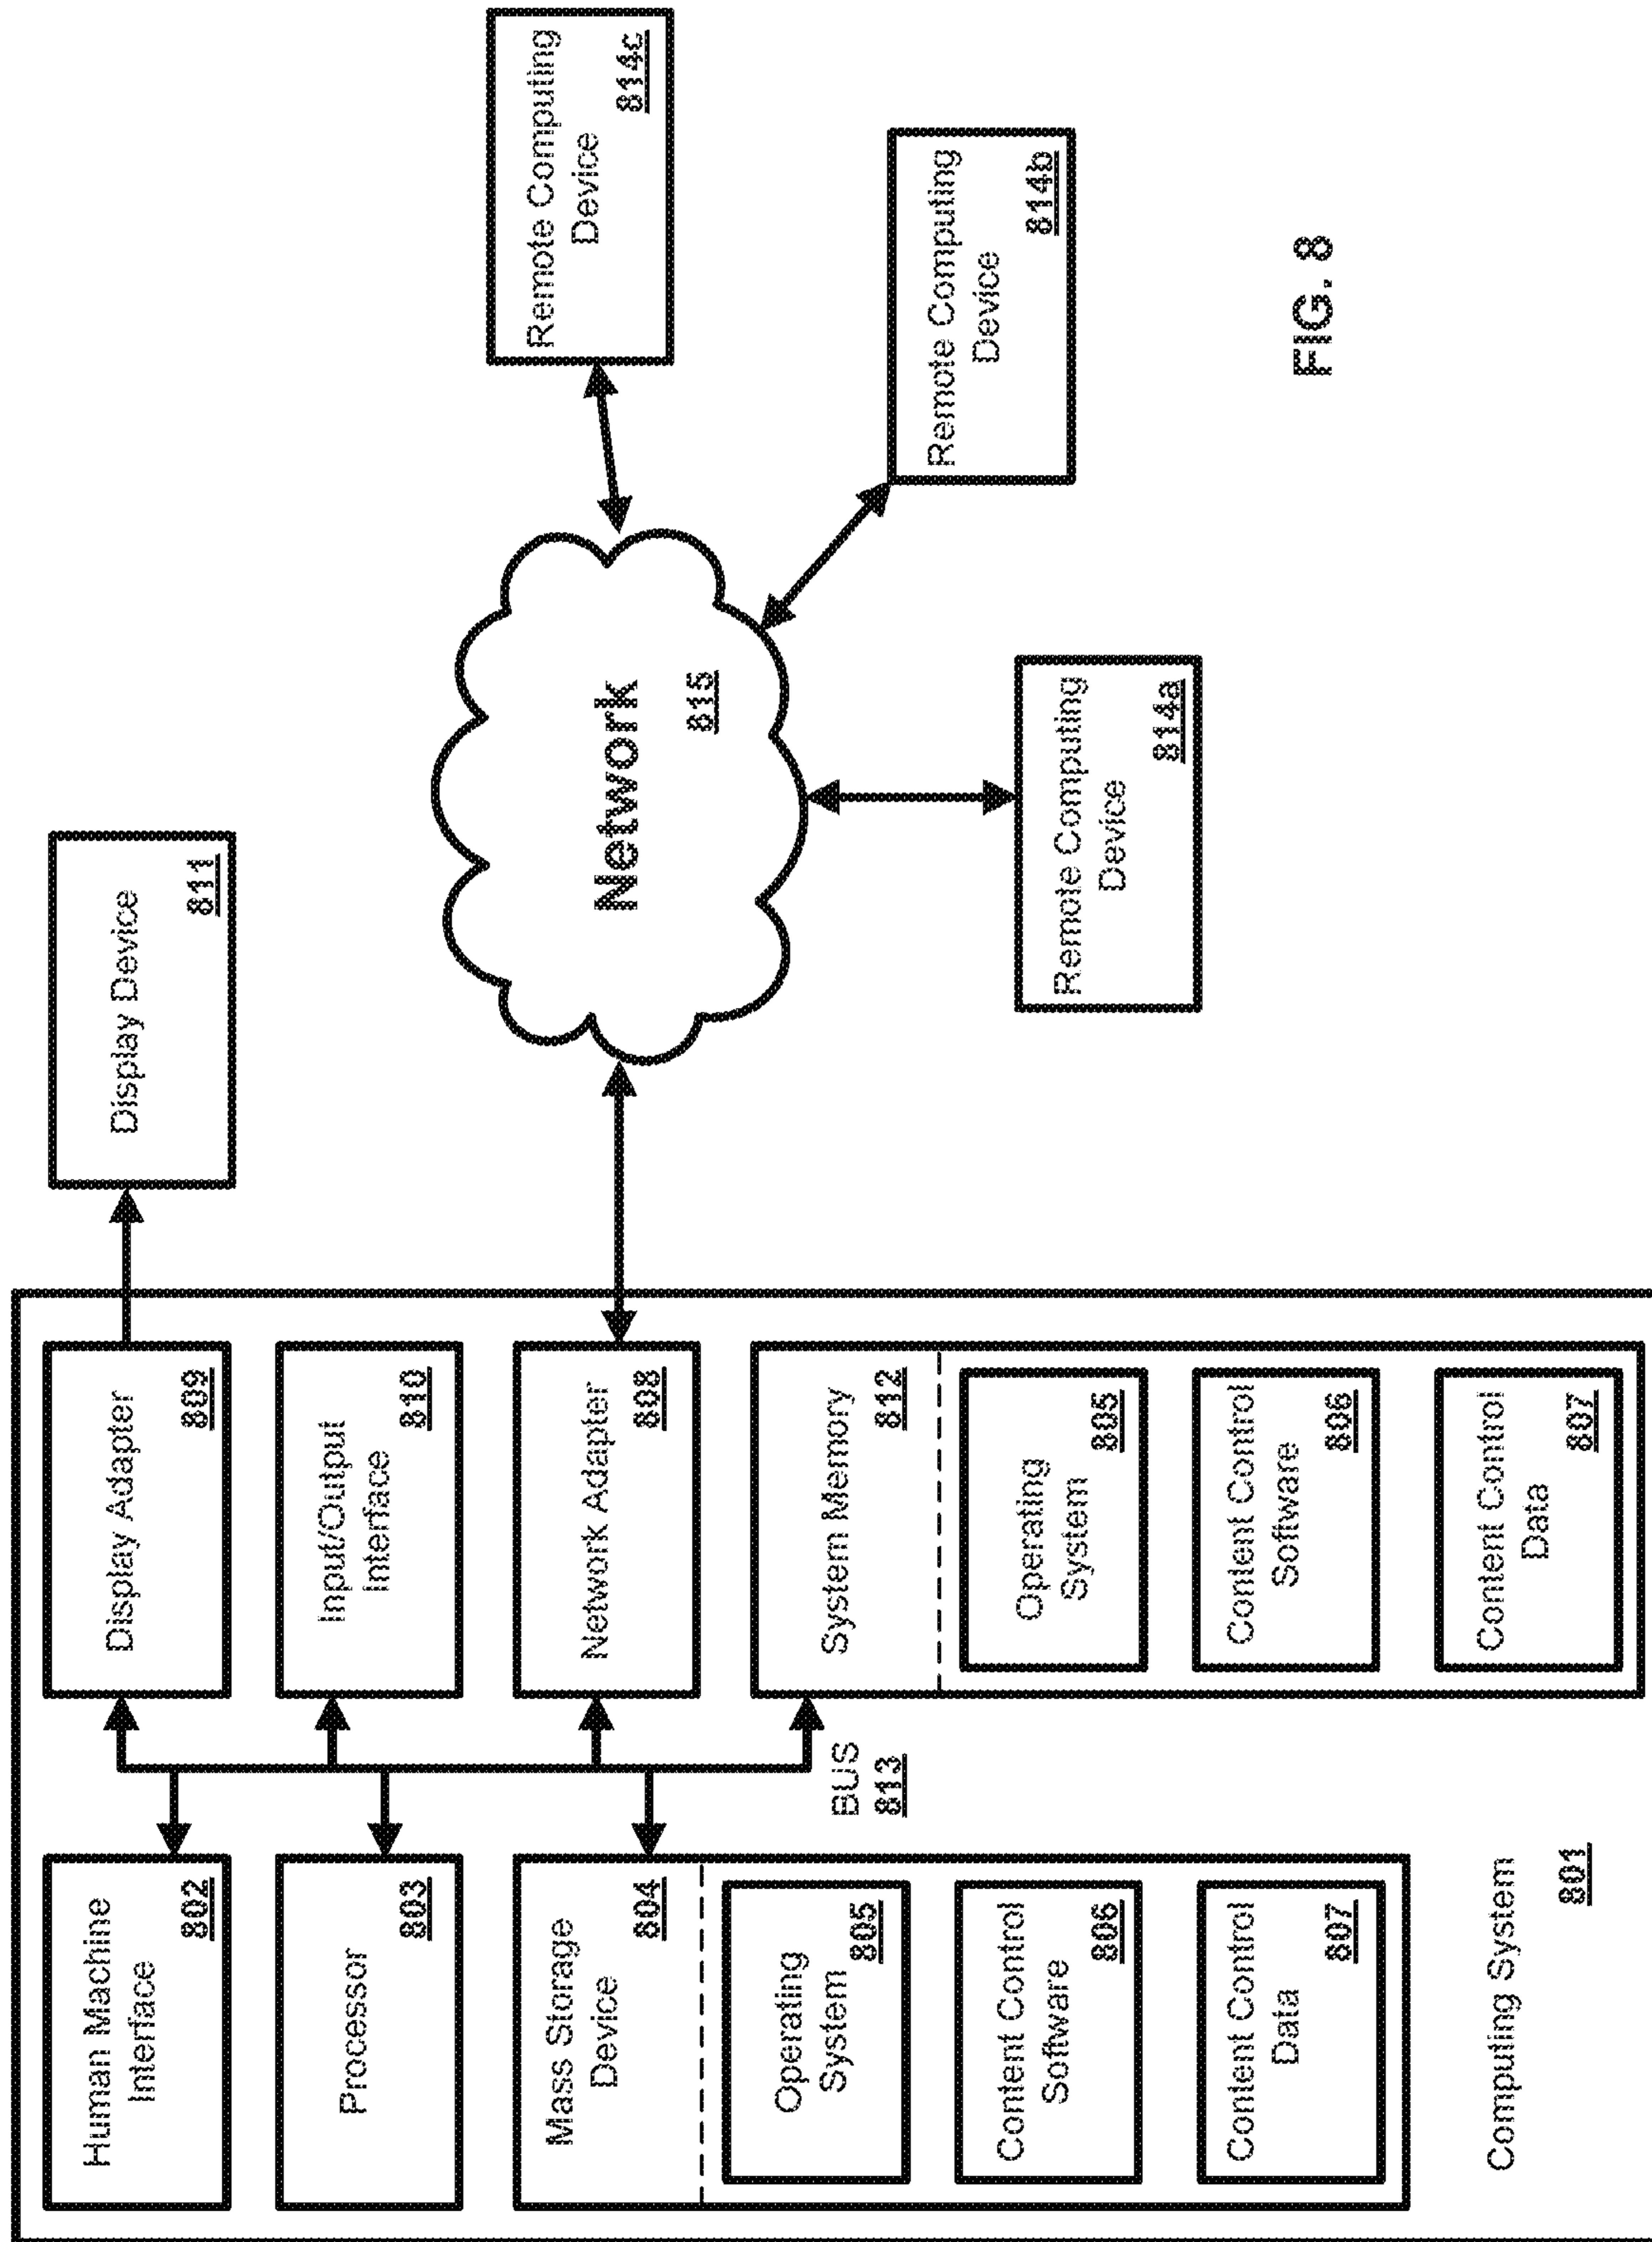 Human Machine
Interface
802
Processor
803
Mass Storage
Device
804
Operating
System
805
Content Control
Software
806
Content Control
Data
807
Computing System
801
BUS
813
Display Adapter
809
Input/Output
Interface
810
Network Adapter
808
System Memory
812
Operating
System
805
Content Control
Software
806
Content Control
Data
807
Display Device
811
Network
815
Remote Computing
Device
814a
Remote Computing
Device
814b
Remote Computing
Device
814c
FIG. 8